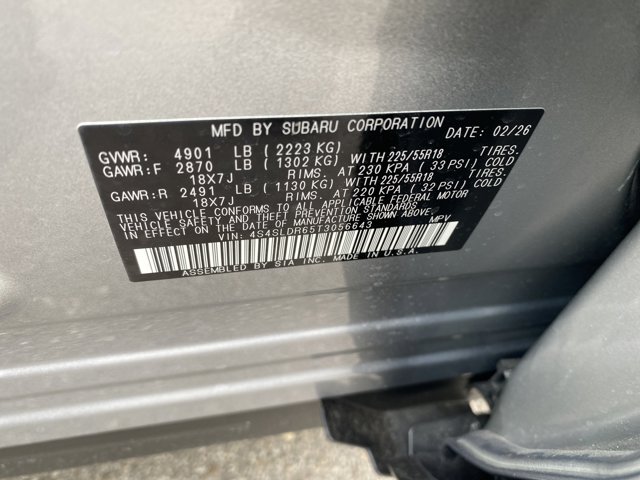 MFD BY SUBARU CORPORATION DATE: 02/26
GVWR: 4901 LB (2223 KG)
GAWR:F 2870 LB (1302 KG) WITH 225/55R18 TIRES.
18X7J RIMS. AT 230 KPA (33 PSI) COLD
GAWR:R 2491 LB (1130 KG) WITH 225/55R18 TIRES.
18X7J RIMS. AT 220 KPA (32 PSI) COLD
THIS VEHICLE CONFORMS TO ALL APPLICABLE FEDERAL MOTOR
VEHICLE SAFETY AND THEFT PREVENTION STANDARDS IN
EFFECT ON THE DATE OF MANUFACTURE SHOWN ABOVE.
VIN: 4S4SLDR65T3056643 MPV
ASSEMBLED BY SIA INC. MADE IN U.S.A.